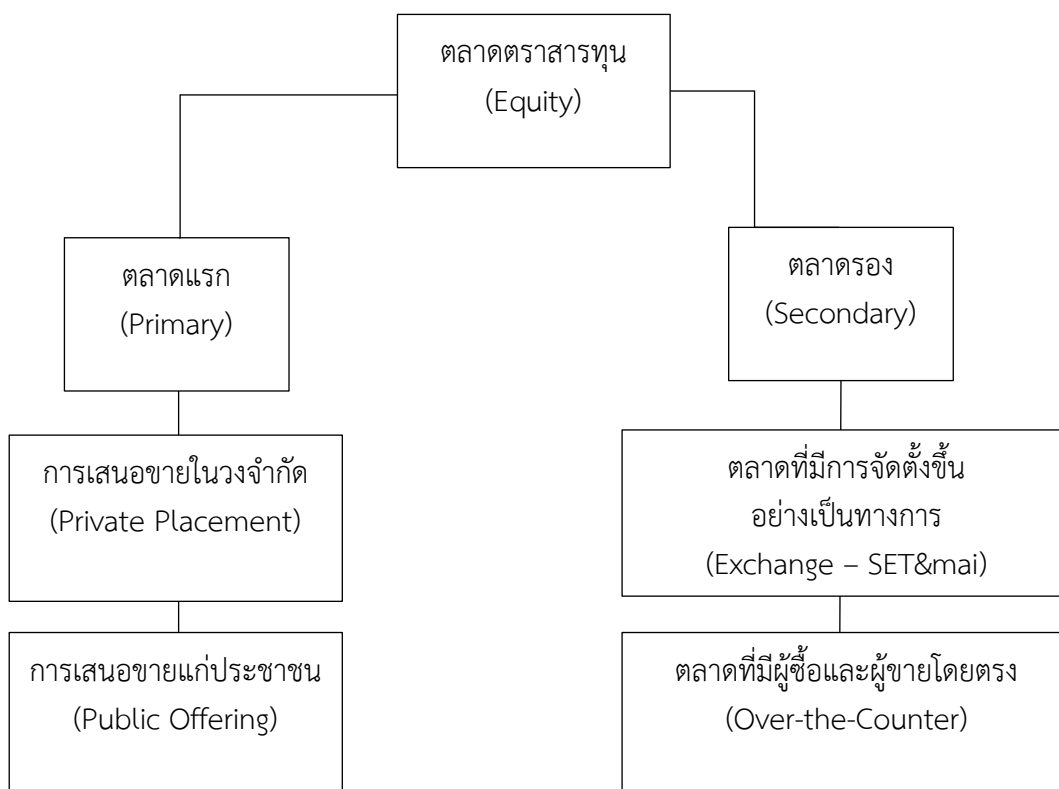 ตลาดตราสารทุน
(Equity)
ตลาดแรก
(Primary)
ตลาดรอง
(Secondary)
การเสนอขายในวงจำกัด
(Private Placement)
ตลาดที่มีการจัดตั้งขึ้น
อย่างเป็นทางการ
(Exchange – SET&mai)
การเสนอขายแก่ประชาชน
(Public Offering)
ตลาดที่มีผู้ซื้อและผู้ขายโดยตรง
(Over-the-Counter)